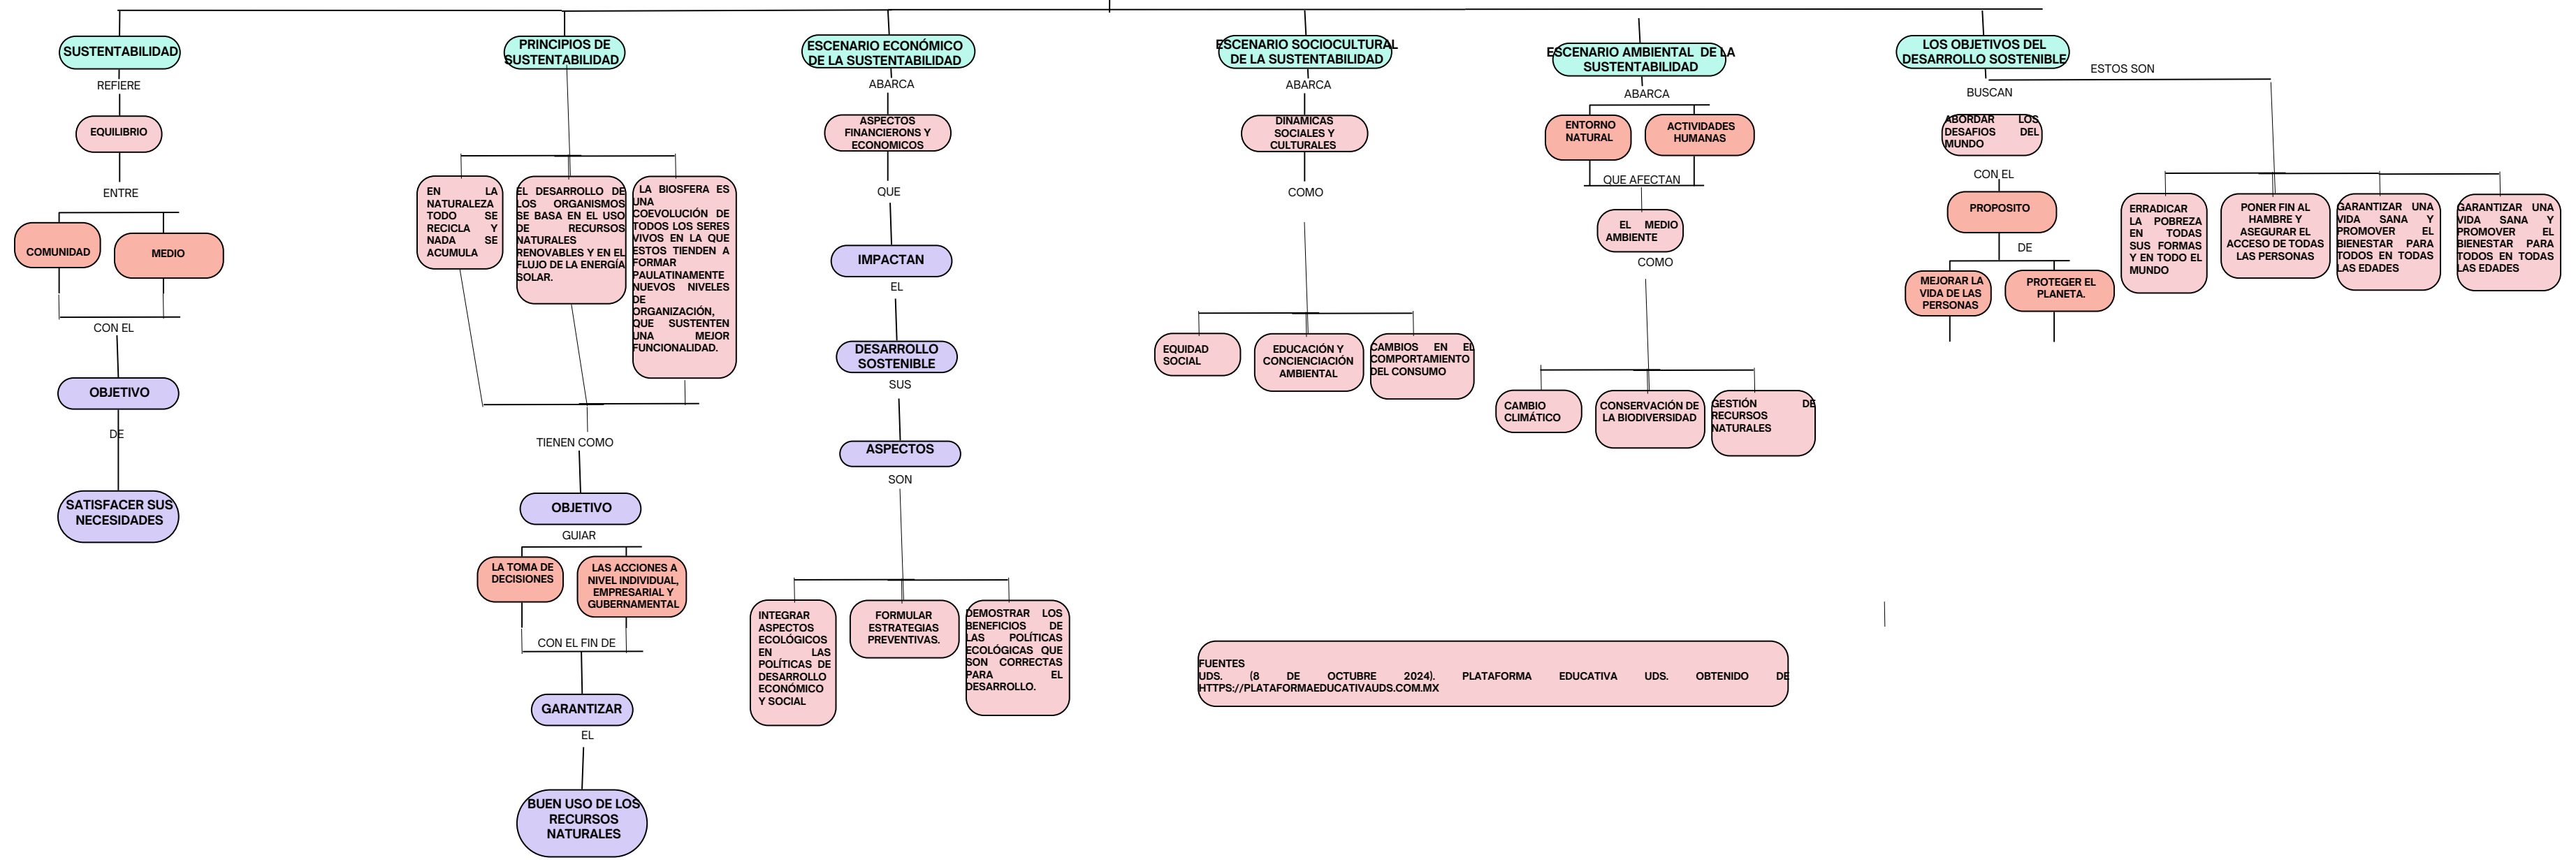 SUSTENTABILIDAD
REFIERE
EQUILIBRIO
ENTRE
COMUNIDAD
MEDIO
CON EL
OBJETIVO
DE
SATISFACER SUS
NECESIDADES
PRINCIPIOS DE
SUSTENTABILIDAD
EN LA
NATURALEZA
TODO SE
RECICLA Y
NADA SE
ACUMULA
EL DESARROLLO DE
LOS ORGANISMOS
SE BASA EN EL USO
DE RECURSOS
NATURALES
RENOVABLES Y EN EL
FLUJO DE LA ENERGÍA
SOLAR.
LA BIOSFERA ES
UNA
COEVOLUCIÓN DE
TODOS LOS SERES
VIVOS EN LA QUE
ESTOS TIENDEN A
FORMAR
PAULATINAMENTE
NUEVOS NIVELES
DE
ORGANIZACIÓN,
QUE SUSTENTEN
UNA MEJOR
FUNCIONALIDAD.
TIENEN COMO
OBJETIVO
GUIAR
LA TOMA DE
DECISIONES
LAS ACCIONES A
NIVEL INDIVIDUAL,
EMPRESARIAL Y
GUBERNAMENTAL
CON EL FIN DE
GARANTIZAR
EL
BUEN USO DE LOS
RECURSOS
NATURALES
ESCENARIO ECONÓMICO
DE LA SUSTENTABILIDAD
ABARCA
ASPECTOS
FINANCIERONS Y
ECONOMICOS
QUE
IMPACTAN
EL
DESARROLLO
SOSTENIBLE
SUS
ASPECTOS
SON
INTEGRAR
ASPECTOS
ECOLÓGICOS
EN LAS
POLÍTICAS DE
DESARROLLO
ECONÓMICO
Y SOCIAL
FORMULAR
ESTRATEGIAS
PREVENTIVAS.
DEMOSTRAR LOS
BENEFICIOS DE
LAS POLÍTICAS
ECOLÓGICAS QUE
SON CORRECTAS
PARA EL
DESARROLLO.
ESCENARIO SOCIOCULTURAL
DE LA SUSTENTABILIDAD
ABARCA
DINAMICAS
SOCIALES Y
CULTURALES
COMO
EQUIDAD
SOCIAL
EDUCACIÓN Y
CONCIENCIACIÓN
AMBIENTAL
CAMBIOS EN EL
COMPORTAMIENTO
DEL CONSUMO
ESCENARIO AMBIENTAL DE LA
SUSTENTABILIDAD
ABARCA
ENTORNO
NATURAL
ACTIVIDADES
HUMANAS
QUE AFECTAN
EL MEDIO
AMBIENTE
COMO
CAMBIO
CLIMÁTICO
CONSERVACIÓN DE
LA BIODIVERSIDAD
GESTIÓN DE
RECURSOS
NATURALES
LOS OBJETIVOS DEL
DESARROLLO SOSTENIBLE
BUSCAN
ABORDAR LOS
DESAFIOS DEL
MUNDO
CON EL
PROPOSITO
DE
MEJORAR LA
VIDA DE LAS
PERSONAS
PROTEGER EL
PLANETA.
ESTOS SON
ERRADICAR
LA POBREZA
EN TODAS
SUS FORMAS
Y EN TODO EL
MUNDO
PONER FIN AL
HAMBRE Y
ASEGURAR EL
ACCESO DE TODAS
LAS PERSONAS
GARANTIZAR UNA
VIDA SANA Y
PROMOVER EL
BIENESTAR PARA
TODOS EN TODAS
LAS EDADES
GARANTIZAR UNA
VIDA SANA Y
PROMOVER EL
BIENESTAR PARA
TODOS EN TODAS
LAS EDADES
FUENTES
UDS. (8 DE OCTUBRE 2024). PLATAFORMA EDUCATIVA UDS. OBTENIDO DE
HTTPS://PLATAFORMAEDUCATIVAUDS.COM.MX